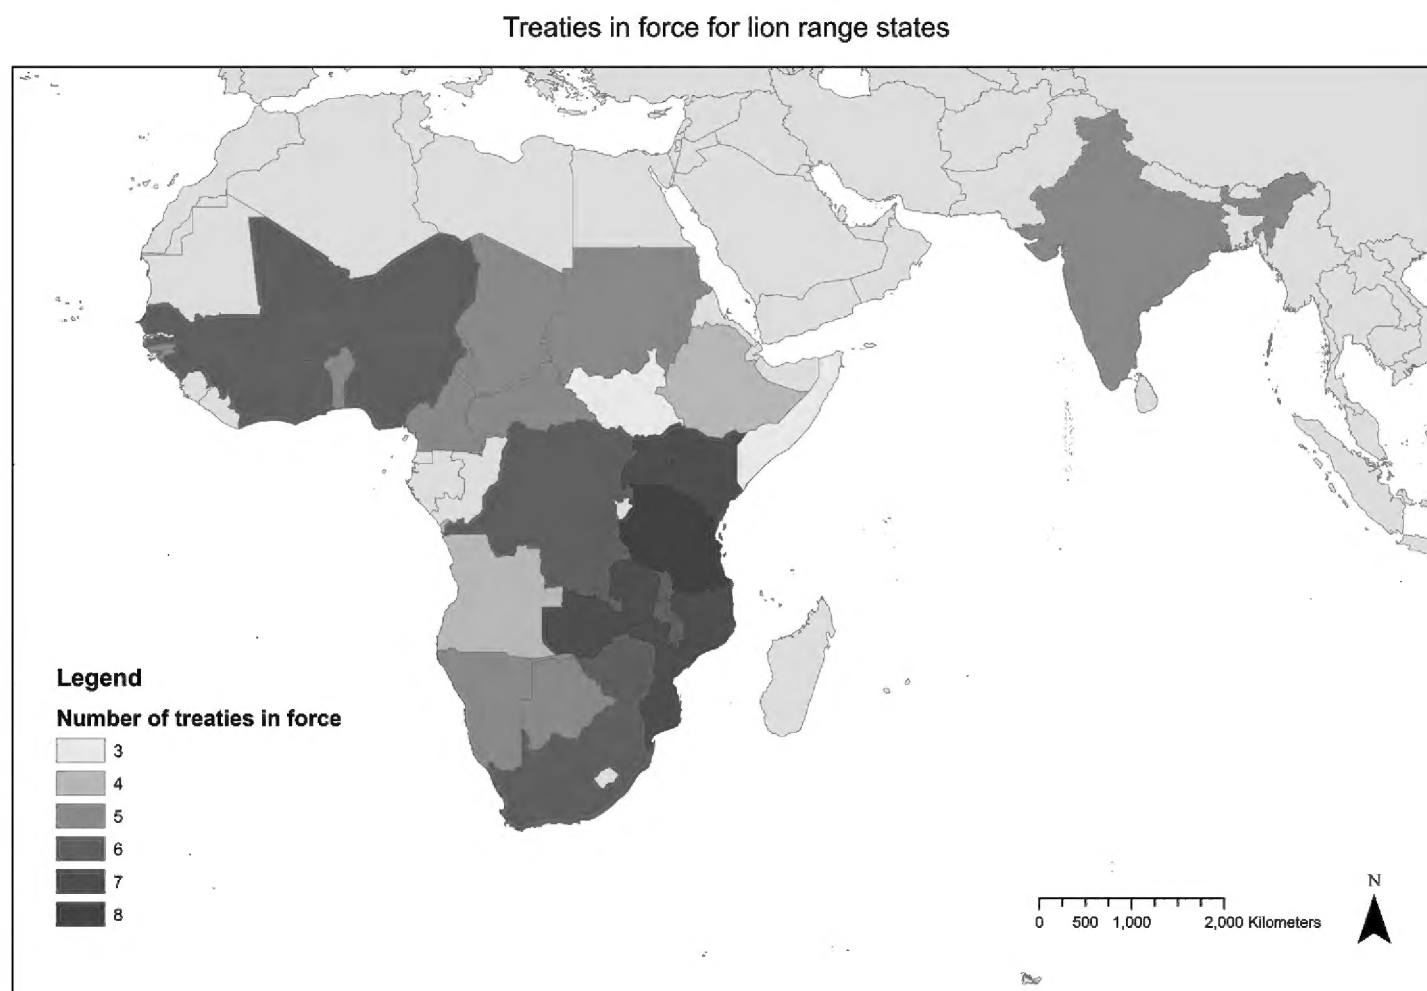 Treaties in force for lion range states
Legend
Number of treaties in force
3
4
5
6
7
8
N
0 500 1,000 2,000 Kilometers